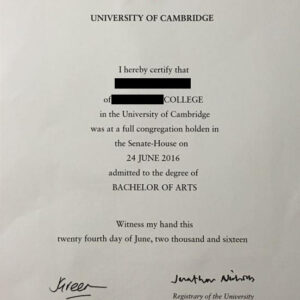 UNIVERSITY OF CAMBRIDGE
I hereby certify that
of COLLEGE
in the University of Cambridge
was at a full congregation holden in
the Senate-House on
24 JUNE 2016
admitted to the degree of
BACHELOR OF ARTS
Witness my hand this
twenty fourth day of June, two thousand and sixteen
Jonathan Nicholls
Registrary of the University